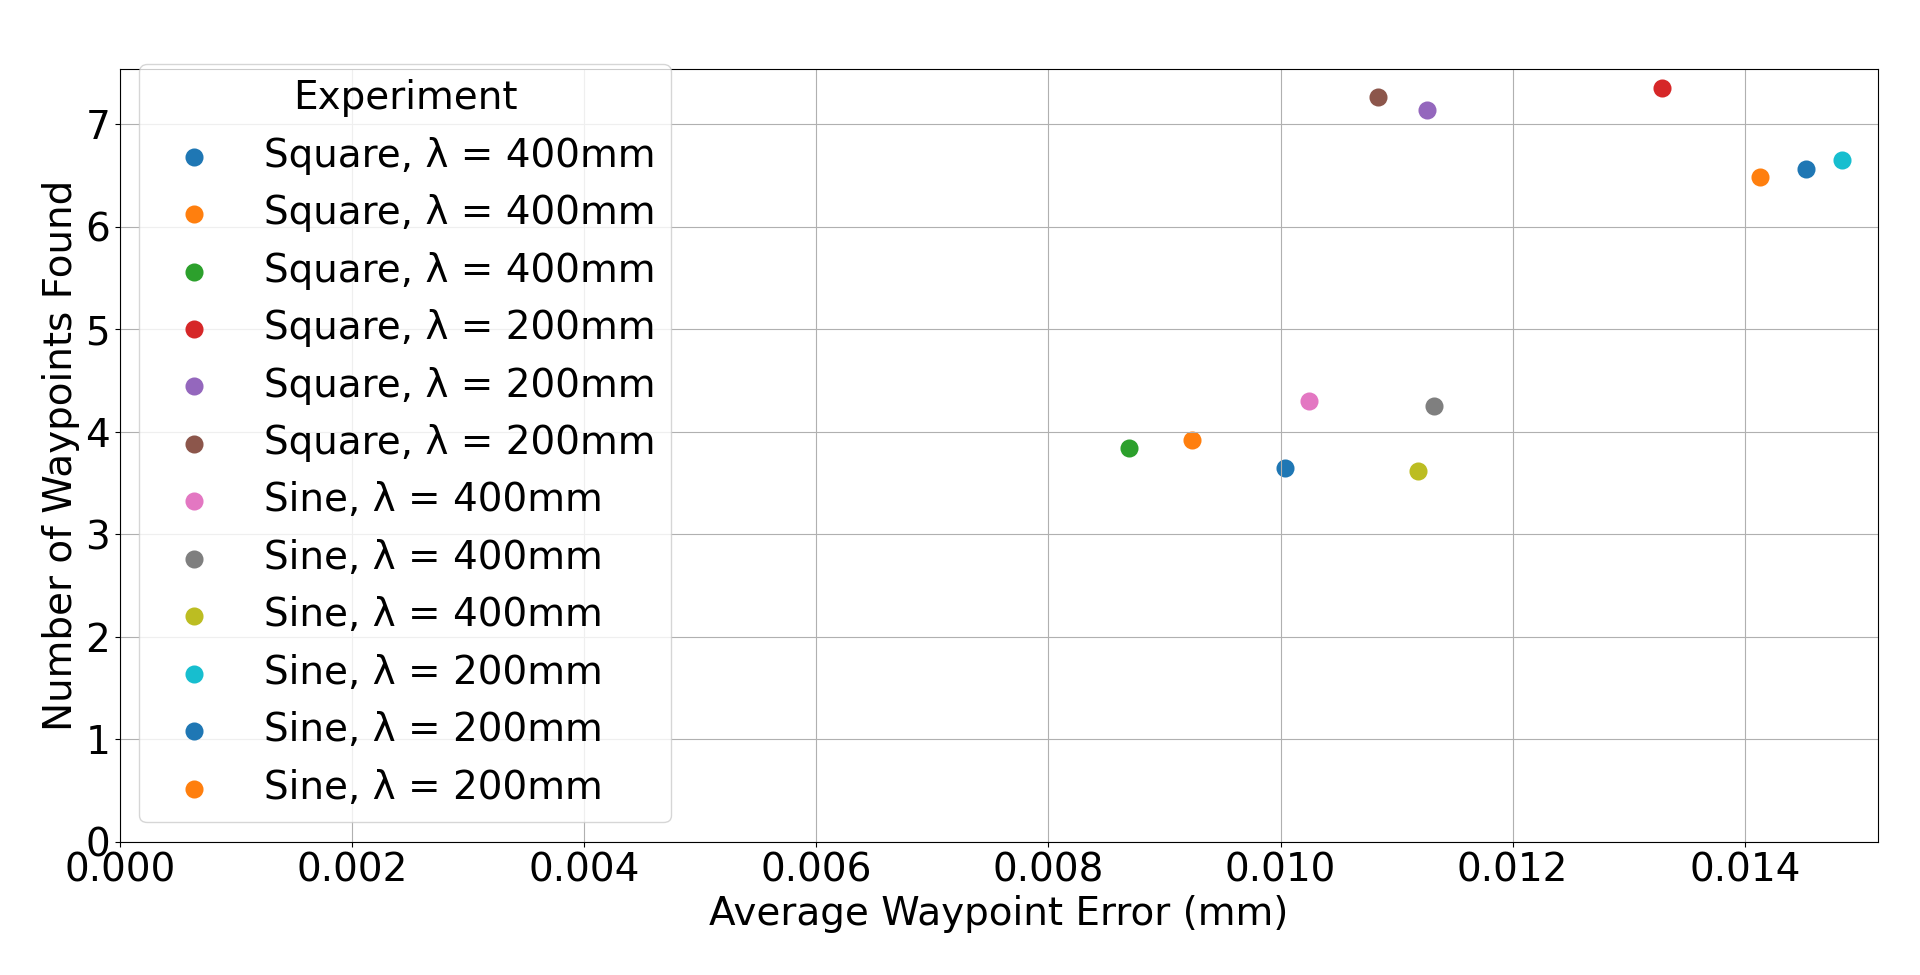 Experiment
Square, λ = 400mm
Square, λ = 400mm
Square, λ = 400mm
Square, λ = 200mm
Square, λ = 200mm
Square, λ = 200mm
Sine, λ = 400mm
Sine, λ = 400mm
Sine, λ = 400mm
Sine, λ = 200mm
Sine, λ = 200mm
Sine, λ = 200mm
Number of Waypoints Found
7
6
5
4
3
2
1
0
0.000
0.002
0.004
0.006
0.008
0.010
0.012
0.014
Average Waypoint Error (mm)